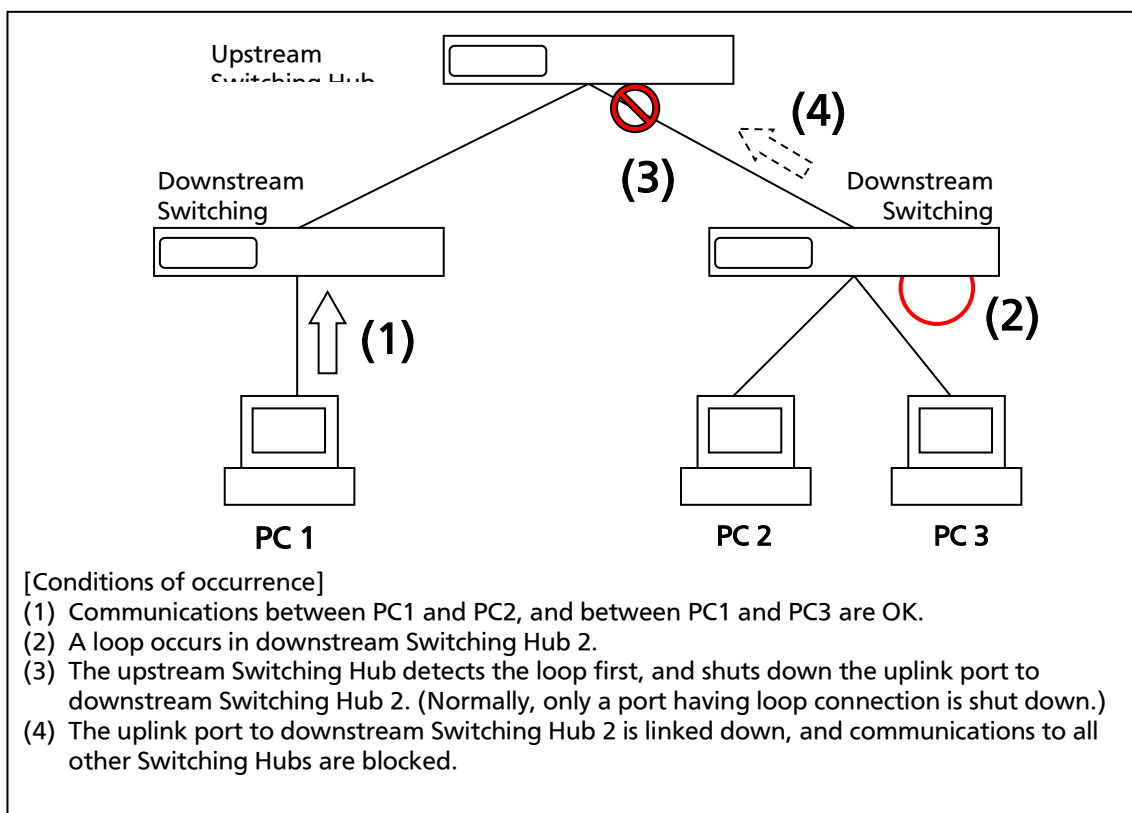 Upstream
Switching Hub
(4)
(3)
Downstream
Switching
Downstream
Switching
(1)
(2)
PC 1
PC 2
PC 3
[Conditions of occurrence]
(1) Communications between PC1 and PC2, and between PC1 and PC3 are OK.
(2) A loop occurs in downstream Switching Hub 2.
(3) The upstream Switching Hub detects the loop first, and shuts down the uplink port to
downstream Switching Hub 2. (Normally, only a port having loop connection is shut down.)
(4) The uplink port to downstream Switching Hub 2 is linked down, and communications to all
other Switching Hubs are blocked.